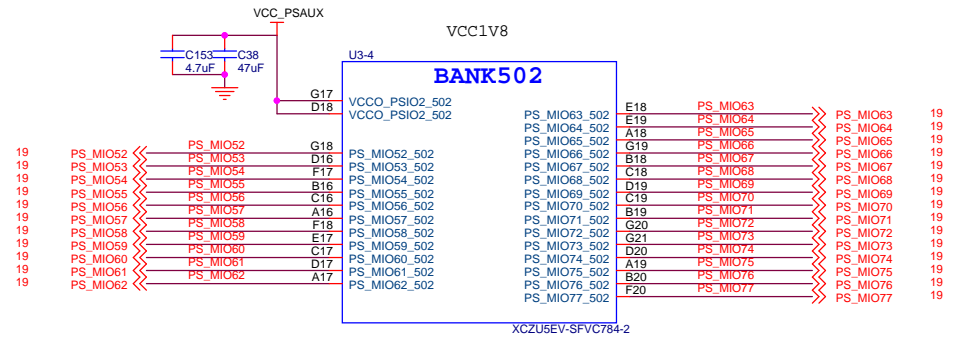 VCC_PSAUX
VCC1V8
C153 C38
4.7uF 47uF
U3-4
BANK502
G17 VCCO_PSIO2_502
D18 VCCO_PSIO2_502
PS_MIO63_502 E18 PS_MIO63 PS_MIO63 19
PS_MIO64_502 E19 PS_MIO64 PS_MIO64 19
PS_MIO65_502 A18 PS_MIO65 PS_MIO65 19
PS_MIO66_502 G19 PS_MIO66 PS_MIO66 19
PS_MIO67_502 B18 PS_MIO67 PS_MIO67 19
PS_MIO68_502 C18 PS_MIO68 PS_MIO68 19
PS_MIO69_502 D19 PS_MIO69 PS_MIO69 19
PS_MIO70_502 C19 PS_MIO70 PS_MIO70 19
PS_MIO71_502 B19 PS_MIO71 PS_MIO71 19
PS_MIO72_502 G20 PS_MIO72 PS_MIO72 19
PS_MIO73_502 G21 PS_MIO73 PS_MIO73 19
PS_MIO74_502 D20 PS_MIO74 PS_MIO74 19
PS_MIO75_502 A19 PS_MIO75 PS_MIO75 19
PS_MIO76_502 B20 PS_MIO76 PS_MIO76 19
PS_MIO77_502 F20 PS_MIO77 PS_MIO77 19
19 PS_MIO52 PS_MIO52 G18 PS_MIO52_502
19 PS_MIO53 PS_MIO53 D16 PS_MIO53_502
19 PS_MIO54 PS_MIO54 F17 PS_MIO54_502
19 PS_MIO55 PS_MIO55 B16 PS_MIO55_502
19 PS_MIO56 PS_MIO56 C16 PS_MIO56_502
19 PS_MIO57 PS_MIO57 A16 PS_MIO57_502
19 PS_MIO58 PS_MIO58 F18 PS_MIO58_502
19 PS_MIO59 PS_MIO59 E17 PS_MIO59_502
19 PS_MIO60 PS_MIO60 C17 PS_MIO60_502
19 PS_MIO61 PS_MIO61 D17 PS_MIO61_502
19 PS_MIO62 PS_MIO62 A17 PS_MIO62_502
XCZU5EV-SFVC784-2